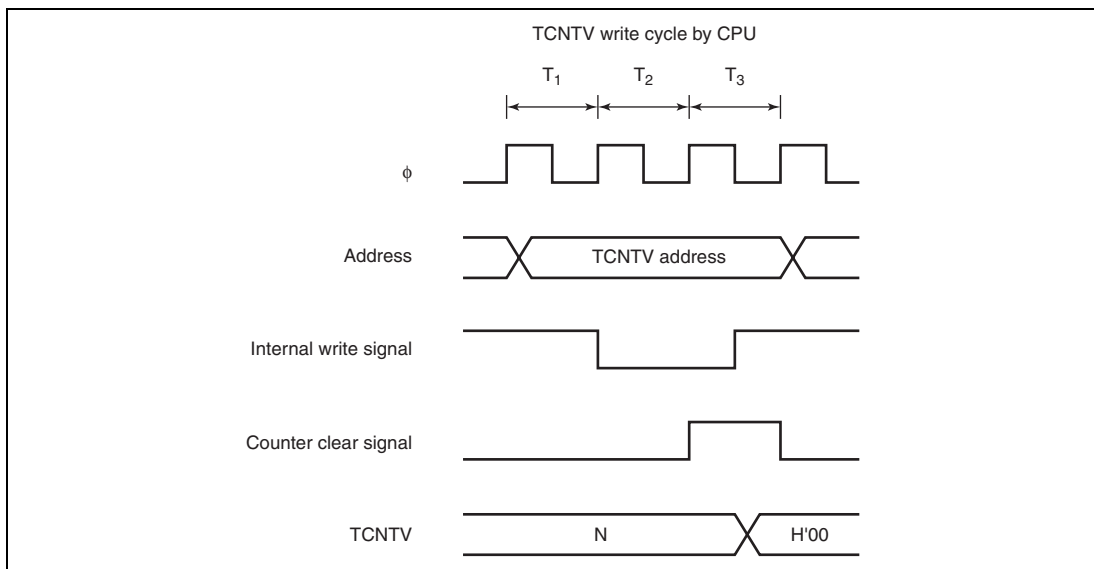 TCNTV write cycle by CPU
T₁ T₂ T₃
ϕ
Address TCNTV address
Internal write signal
Counter clear signal
TCNTV N H'00